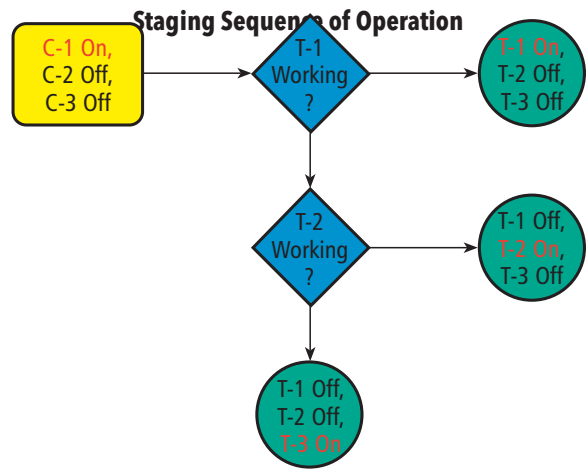 Staging Sequence of Operation
C-1 On,
C-2 Off,
C-3 Off
T-1
Working
?
T-1 On,
T-2 Off,
T-3 Off
T-2
Working
?
T-1 Off,
T-2 On,
T-3 Off
T-1 Off,
T-2 Off,
T-3 On